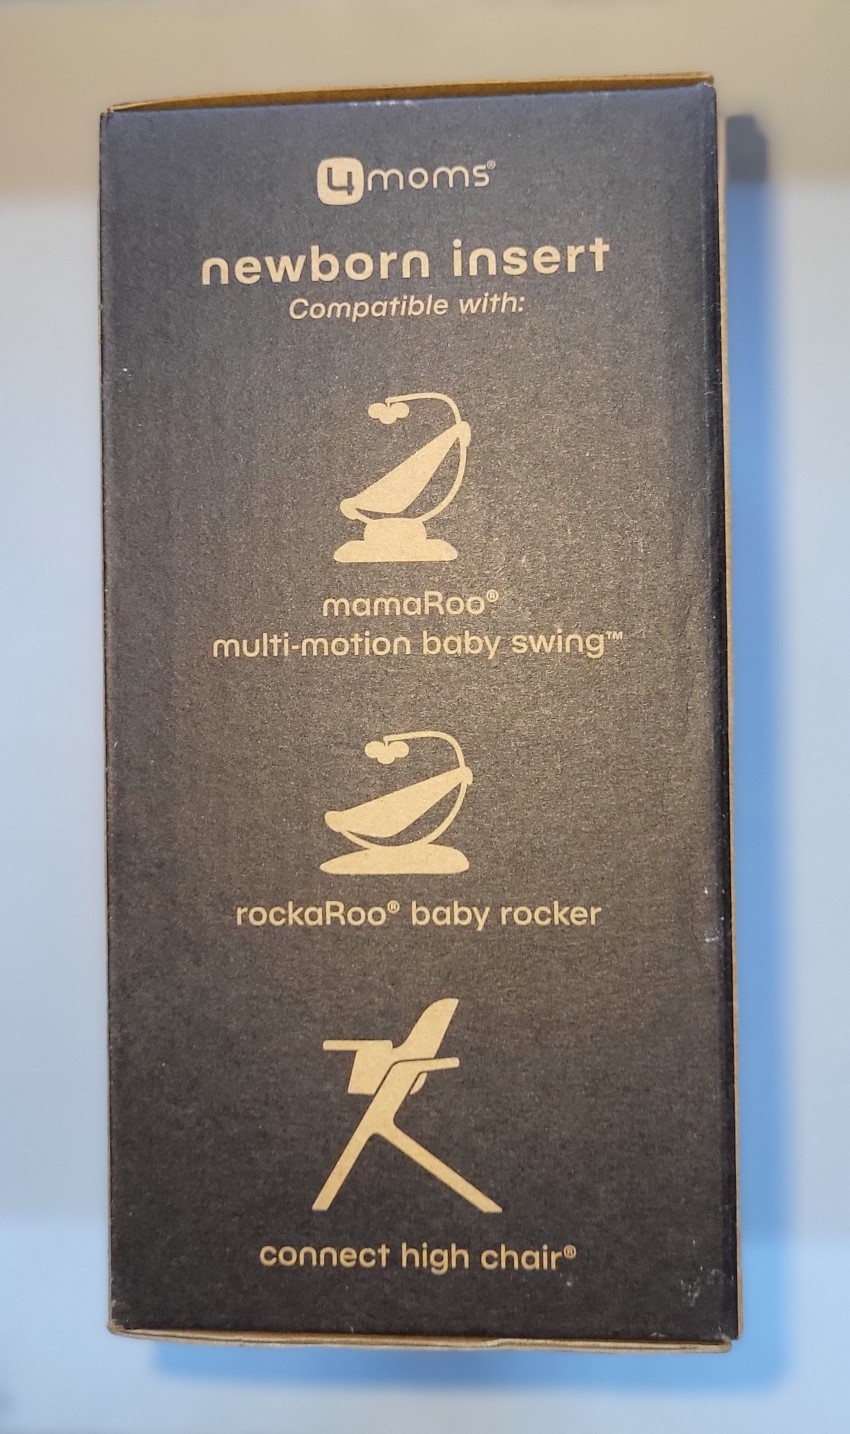 4moms®
newborn insert
Compatible with:
mamaRoo®
multi-motion baby swing™
rockaRoo® baby rocker
connect high chair®